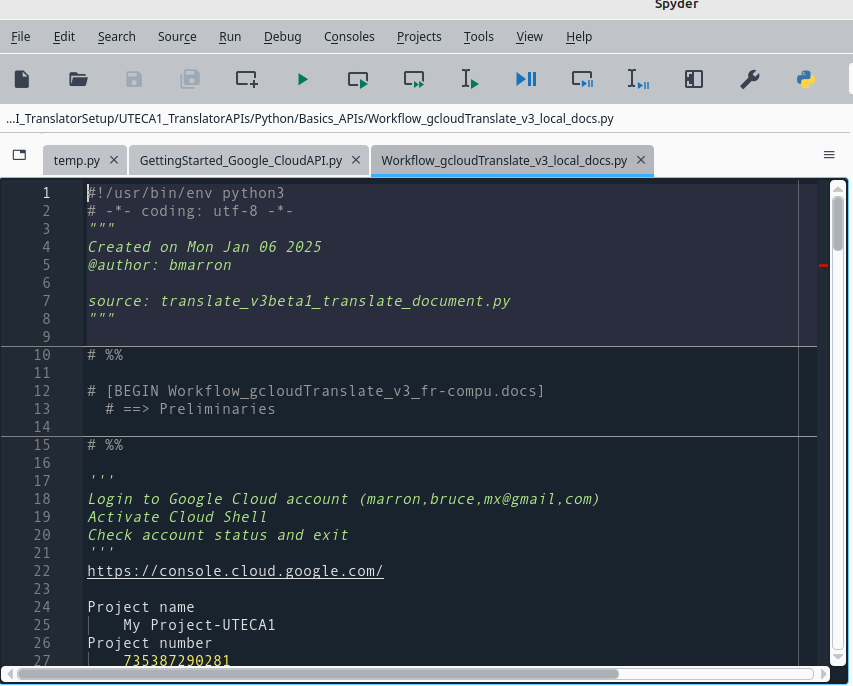 Spyder
File Edit Search Source Run Debug Consoles Projects Tools View Help
...I_TranslatorSetup/UTECA1_TranslatorAPIs/Python/Basics_APIs/Workflow_gcloudTranslate_v3_local_docs.py
temp.py GettingStarted_Google_CloudAPI.py Workflow_gcloudTranslate_v3_local_docs.py
1 #!/usr/bin/env python3
2 # -*- coding: utf-8 -*-
3 """
4 Created on Mon Jan 06 2025
5 @author: bmarron
6
7 source: translate_v3beta1_translate_document.py
8 """
9
10 # %%
11
12 # [BEGIN Workflow_gcloudTranslate_v3_fr-compu.docs]
13 # ==> Preliminaries
14
15 # %%
16
17 '''
18 Login to Google Cloud account (marron,bruce,mx@gmail,com)
19 Activate Cloud Shell
20 Check account status and exit
21 '''
22 https://console.cloud.google.com/
23
24 Project name
25 My Project-UTECA1
26 Project number
27 735387290281